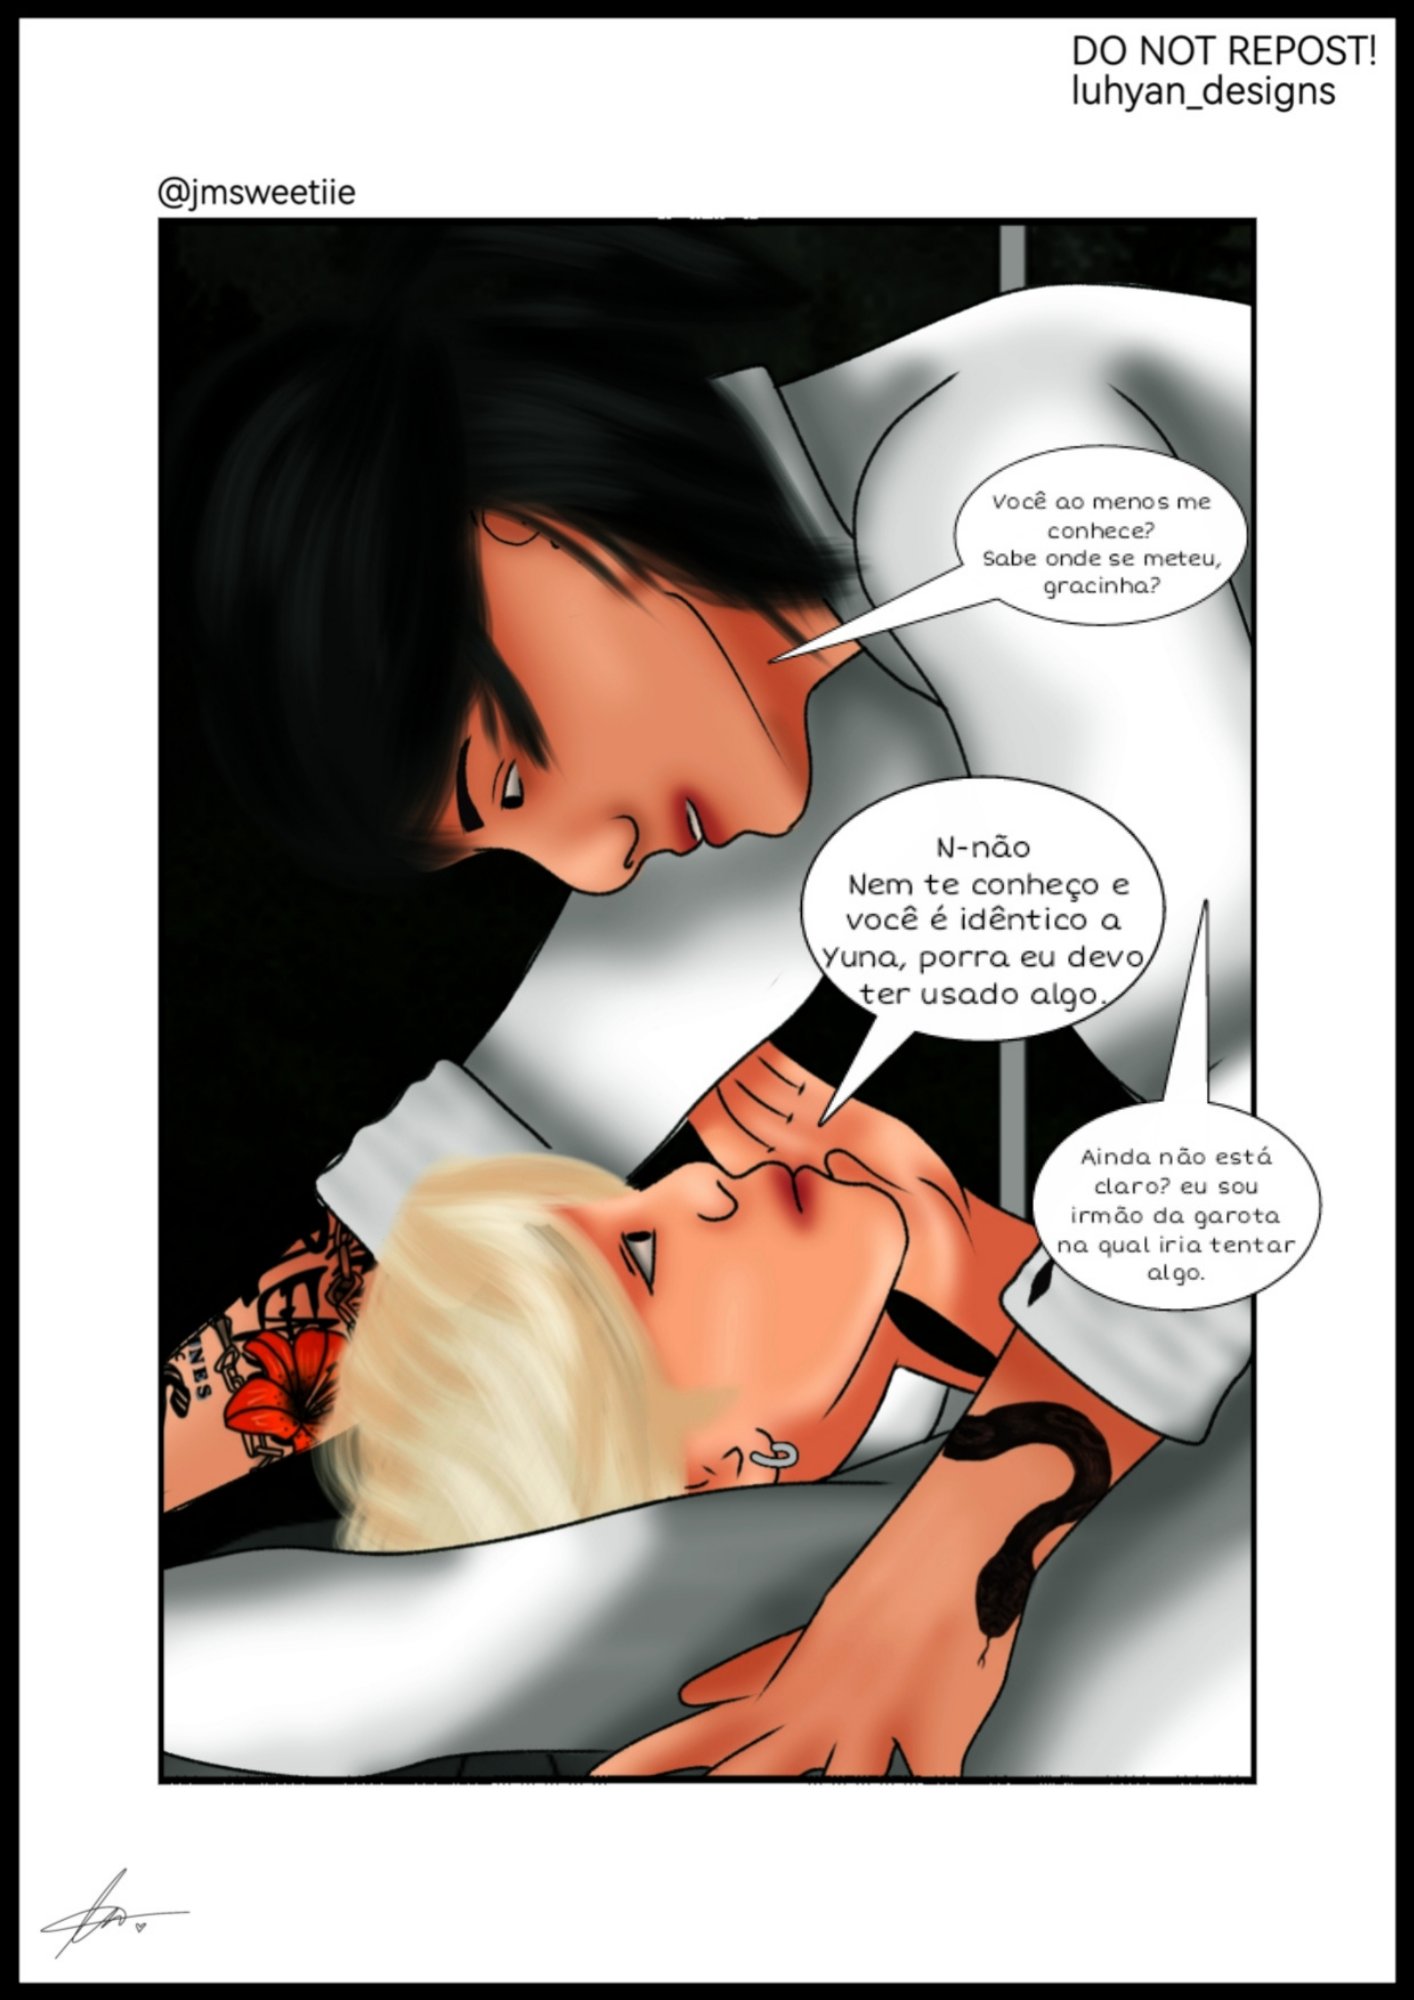 DO NOT REPOST!
luhyan_designs
@jmsweetiie
Você ao menos me
conhece?
Sabe onde se meteu,
gracinha?
N-não
Nem te conheço e
você é idêntico a
Yuna, porra eu devo
ter usado algo.
Ainda não está
claro? eu sou
irmão da garota
na qual iria tentar
algo.
INES